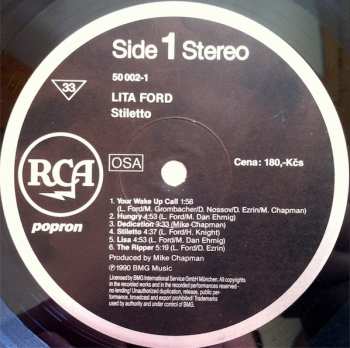 Side 1 Stereo
50 002-1
33
LITA FORD
Stiletto
RCA
OSA
Cena: 180,-Kčs
popron
1. Your Wake Up Call 1:58
(L. Ford/M. Grombacher/D. Nossov/D. Ezrin/M. Chapman)
2. Hungry 4:53 (L. Ford/M. Dan Ehmig)
3. Dedication 3:33 (Mike Chapman)
4. Stiletto 4:37 (L. Ford/H. Knight)
5. Lisa 4:53 (L. Ford/M. Dan Ehmig)
6. The Ripper 5:19 (L. Ford/D. Ezrin)
Produced by Mike Chapman
℗1990 BMG Music
Licensed by BMG International Service GmbH München. All copyrights
in the recorded works and in the recorded performances reserved-
no lending! Unauthorized duplication, release, public per-
formance, broadcast and export prohibited! Trademarks
used by authority and under control of BMG.